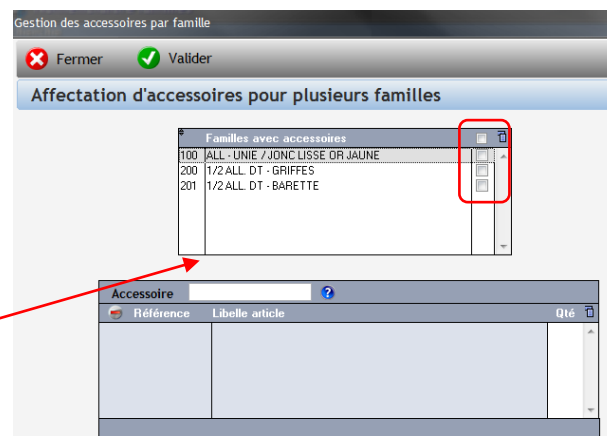 Gestion des accessoires par famille
Fermer Valider
Affectation d'accessoires pour plusieurs familles
Familles avec accessoires
100 ALL - UNIE / JONC LISSE OR JAUNE
200 1/2 ALL. DT - GRIFFES
201 1/2 ALL. DT - BARETTE
Accessoire
Référence Libelle article Qté